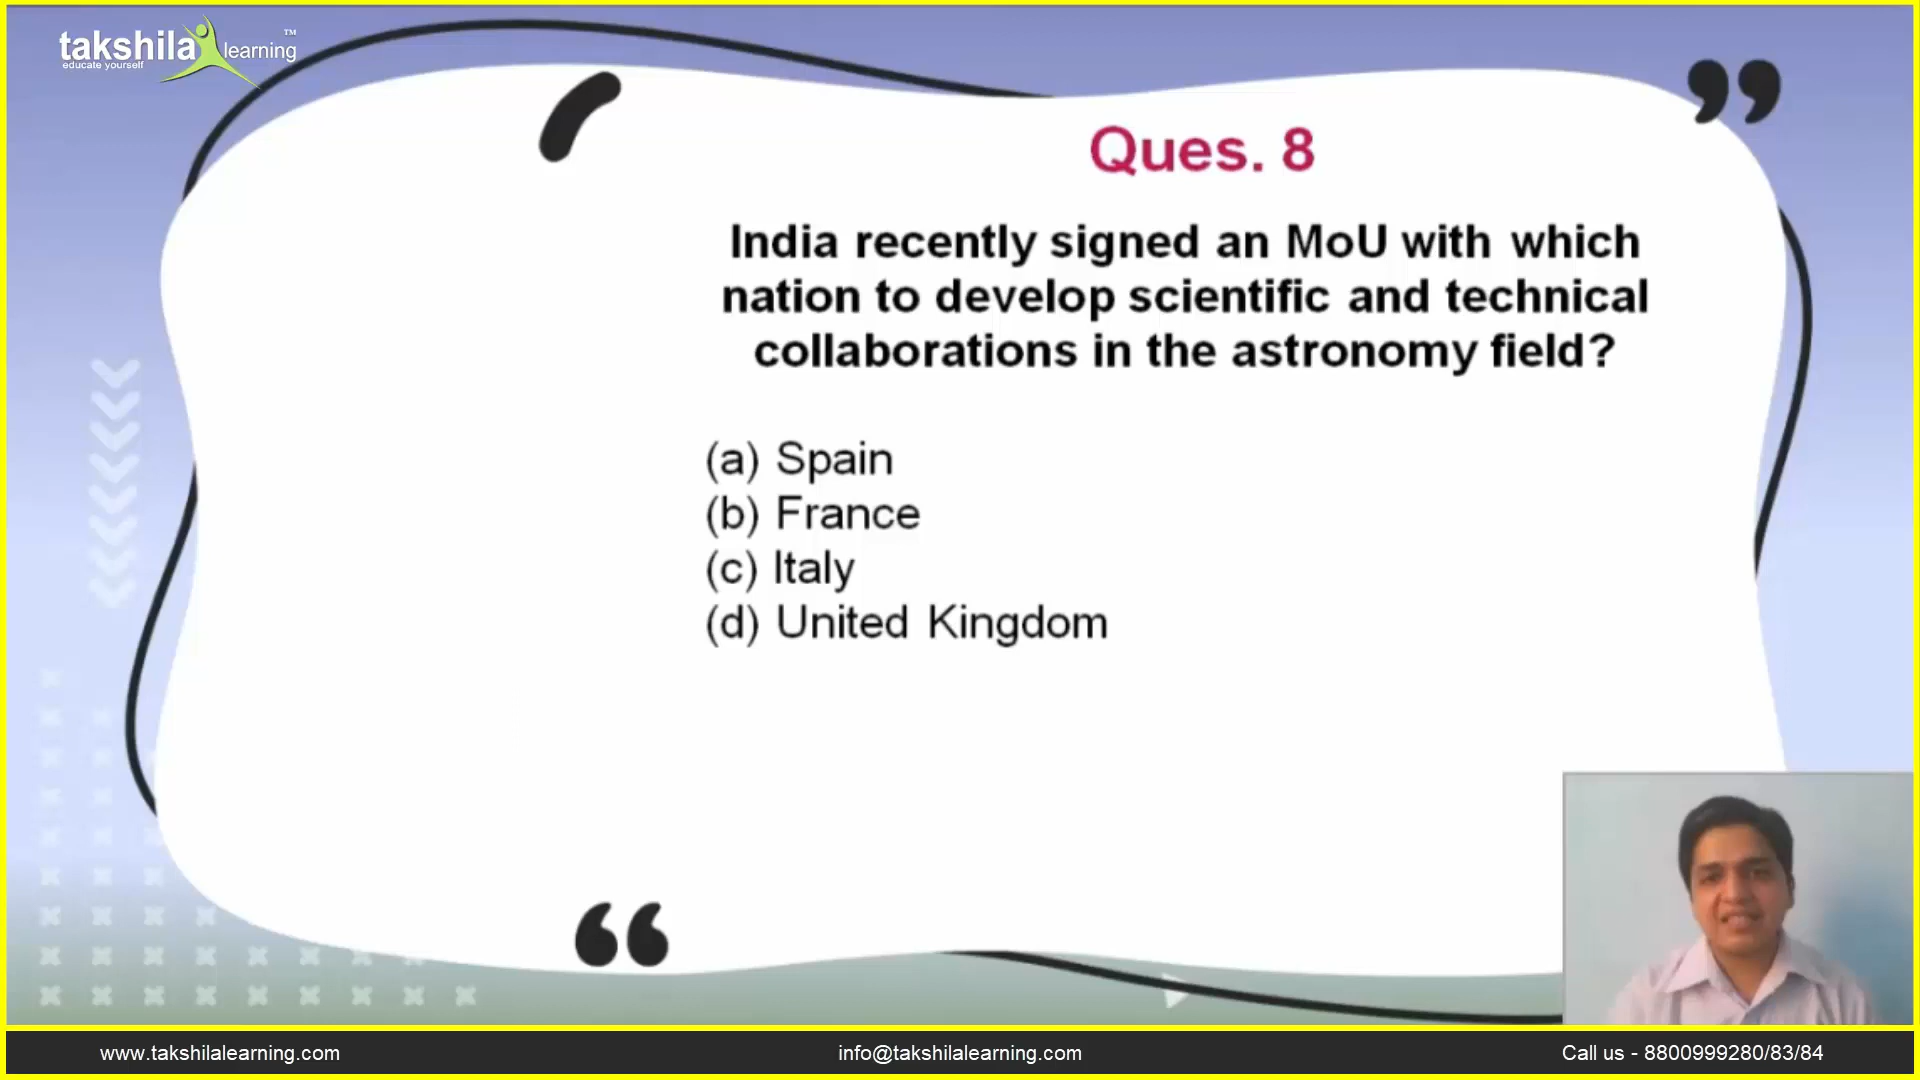 takshila learning ™
educate yourself
Ques. 8
India recently signed an MoU with which
nation to develop scientific and technical
collaborations in the astronomy field?
(a) Spain
(b) France
(c) Italy
(d) United Kingdom
www.takshilalearning.com
info@takshilalearning.com
Call us - 8800999280/83/84